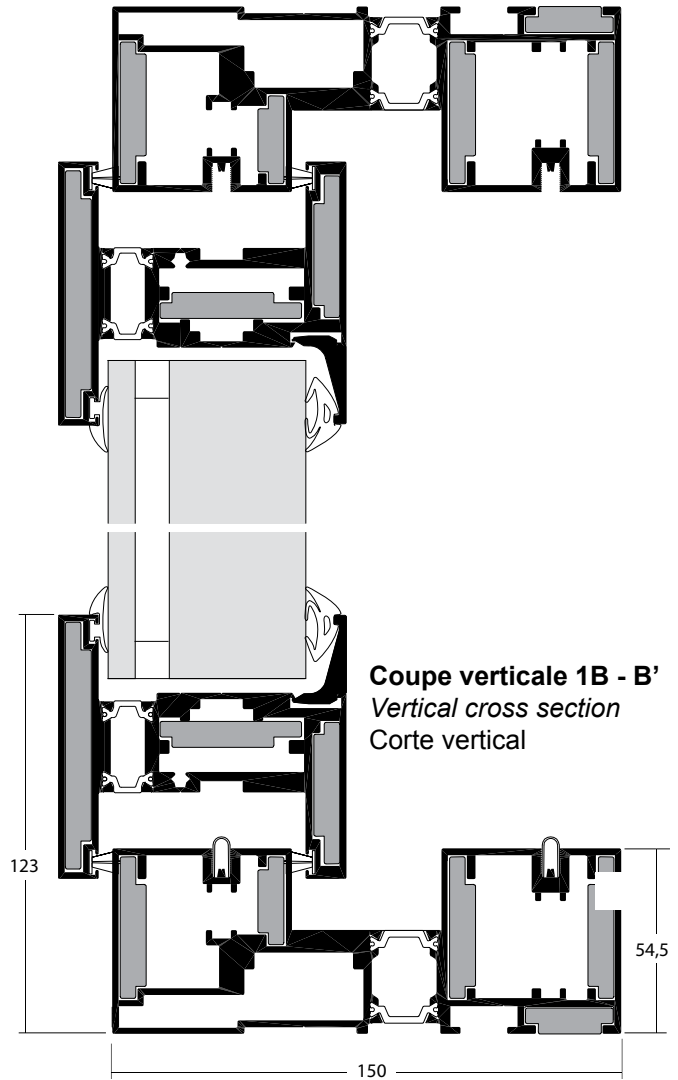 Coupe verticale 1B - B’
Vertical cross section
Corte vertical
123
54,5
150